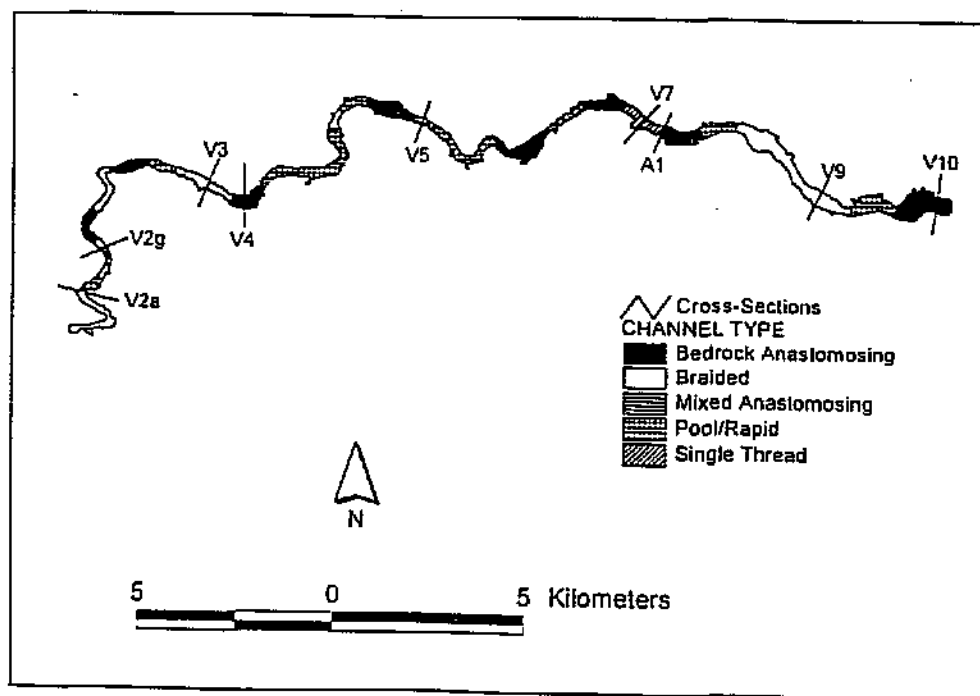 V7
V3
V5
A1
V9
V10
V4
V2g
V2a
Cross-Sections
CHANNEL TYPE
Bedrock Anastomosing
Braided
Mixed Anastomosing
Pool/Rapid
Single Thread
N
5 0 5 Kilometers